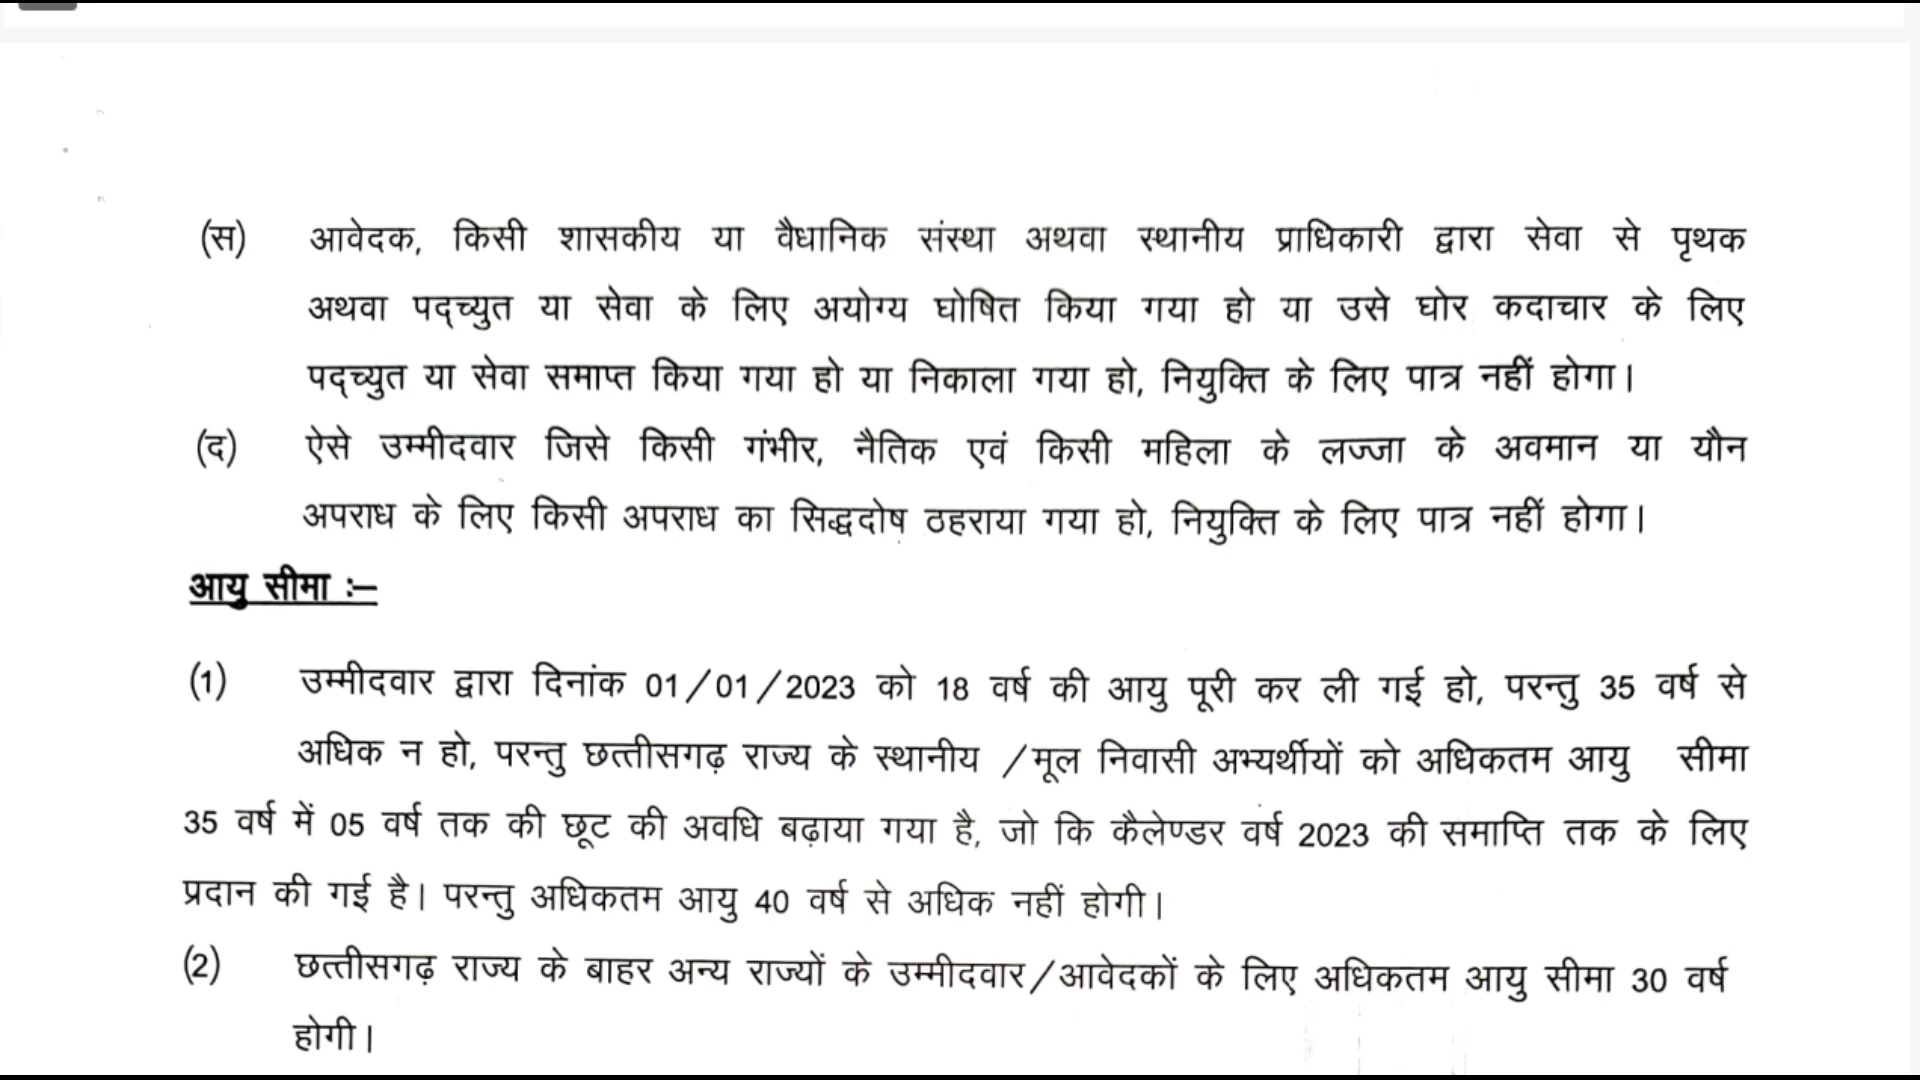 (स) आवेदक, किसी शासकीय या वैधानिक संस्था अथवा स्थानीय प्राधिकारी द्वारा सेवा से पृथक
अथवा पद्च्युत या सेवा के लिए अयोग्य घोषित किया गया हो या उसे घोर कदाचार के लिए
पद्च्युत या सेवा समाप्त किया गया हो या निकाला गया हो, नियुक्ति के लिए पात्र नहीं होगा।
(द) ऐसे उम्मीदवार जिसे किसी गंभीर, नैतिक एवं किसी महिला के लज्जा के अवमान या यौन
अपराध के लिए किसी अपराध का सिद्धदोष ठहराया गया हो, नियुक्ति के लिए पात्र नहीं होगा।
आयु सीमा :–
(1) उम्मीदवार द्वारा दिनांक 01/01/2023 को 18 वर्ष की आयु पूरी कर ली गई हो, परन्तु 35 वर्ष से
अधिक न हो, परन्तु छत्तीसगढ़ राज्य के स्थानीय /मूल निवासी अभ्यर्थीयों को अधिकतम आयु सीमा
35 वर्ष में 05 वर्ष तक की छूट की अवधि बढ़ाया गया है, जो कि कैलेण्डर वर्ष 2023 की समाप्ति तक के लिए
प्रदान की गई है। परन्तु अधिकतम आयु 40 वर्ष से अधिक नहीं होगी।
(2) छत्तीसगढ़ राज्य के बाहर अन्य राज्यों के उम्मीदवार/आवेदकों के लिए अधिकतम आयु सीमा 30 वर्ष
होगी।